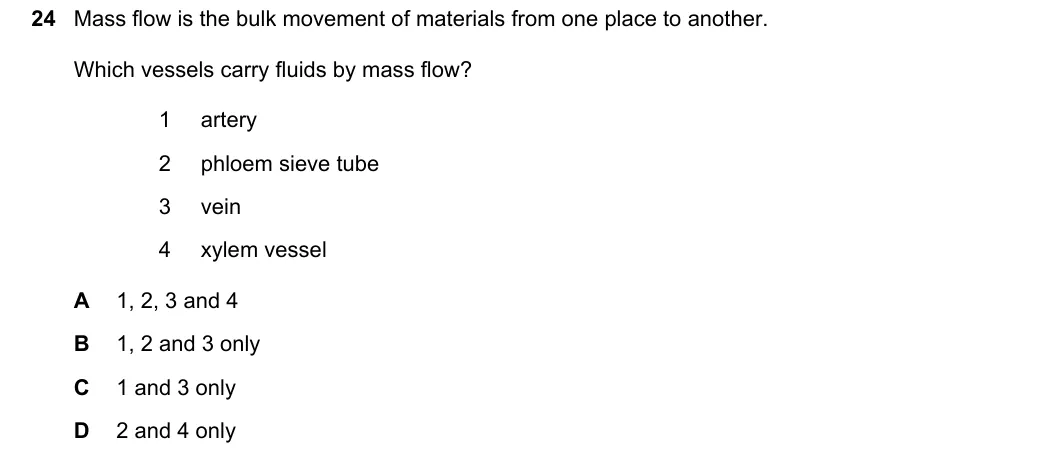 24 Mass flow is the bulk movement of materials from one place to another.
Which vessels carry fluids by mass flow?
1 artery
2 phloem sieve tube
3 vein
4 xylem vessel
A 1, 2, 3 and 4
B 1, 2 and 3 only
C 1 and 3 only
D 2 and 4 only